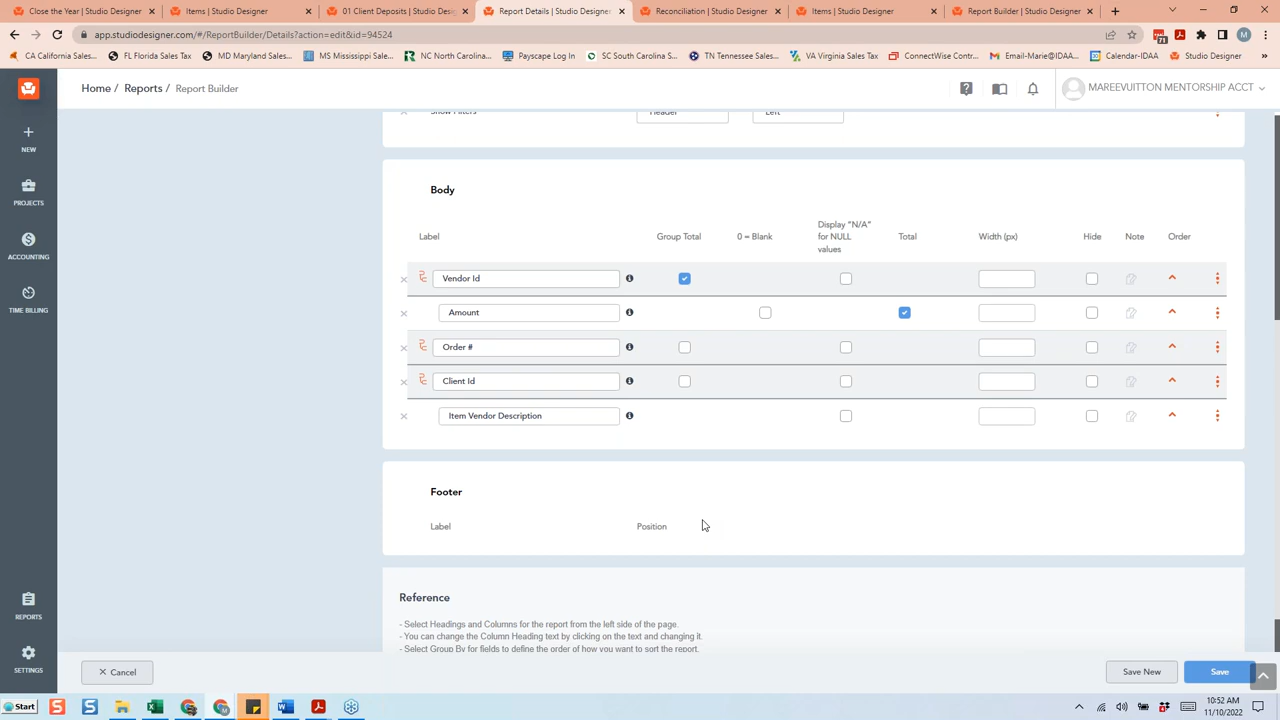 Close the Year | Studio Designer
Items | Studio Designer
01 Client Deposits | Studio Desi
Report Details | Studio Designe
Reconciliation | Studio Designer
Items | Studio Designer
Report Builder | Studio Designer
app.studiodesigner.com/#/ReportBuilder/Details?action=edit&id=94524
M
CA California Sales...
FL Florida Sales Tax
MD Maryland Sales...
MS Mississippi Sales...
NC North Carolina...
Payscape Log In
SC South Carolina S...
TN Tennessee Sales...
VA Virginia Sales Tax
ConnectWise Contr...
Email-Marie@IDAA...
Calendar-IDAA
Studio Designer
Home / Reports / Report Builder
MAREEVUITTON MENTORSHIP ACCT
NEW
PROJECTS
ACCOUNTING
TIME BILLING
REPORTS
SETTINGS
Show Filters
Header
Left
Body
Label
Group Total
0 = Blank
Display "N/A"
for NULL
values
Total
Width (px)
Hide
Note
Order
Vendor Id
Amount
Order #
Client Id
Item Vendor Description
Footer
Label
Position
Reference
- Select Headings and Columns for the report from the left side of the page.
- You can change the Column Heading text by clicking on the text and changing it.
- Select Group By for fields to define the order of how you want to sort the report.
Cancel
Save New
Save
Start
10:52 AM
11/10/2022